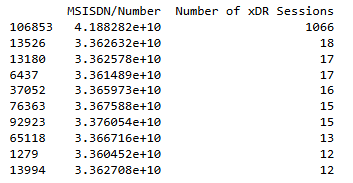 MSISDN/Number Number of xDR Sessions
106853 4.188282e+10 1066
13526 3.362632e+10 18
13180 3.362578e+10 17
6437 3.361489e+10 17
37052 3.365973e+10 16
76363 3.367588e+10 15
92923 3.376054e+10 15
65118 3.366716e+10 13
1279 3.360452e+10 12
13994 3.362708e+10 12